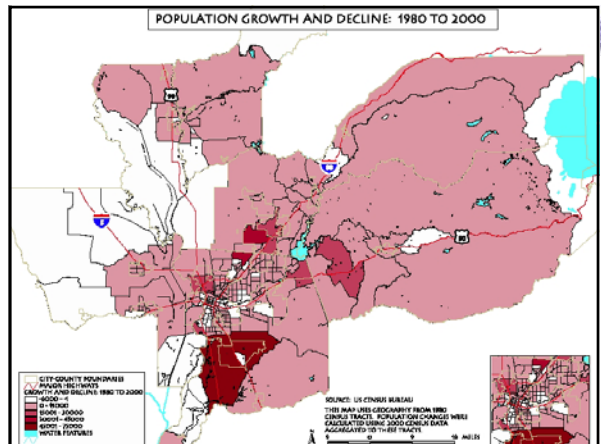 POPULATION GROWTH AND DECLINE: 1980 TO 2000
99
80
5
50
CITY-COUNTY BOUNDARIES
MAJOR HIGHWAYS
GROWTH AND DECLINE: 1980 TO 2000
WATER FEATURES
SOURCE: US CENSUS BUREAU
THIS MAP USES GEOGRAPHY FROM 1980
CENSUS TRACTS. POPULATION CHANGES WERE
CALCULATED USING 2000 CENSUS DATA
AGGREGATED TO THESE TRACTS
MILES